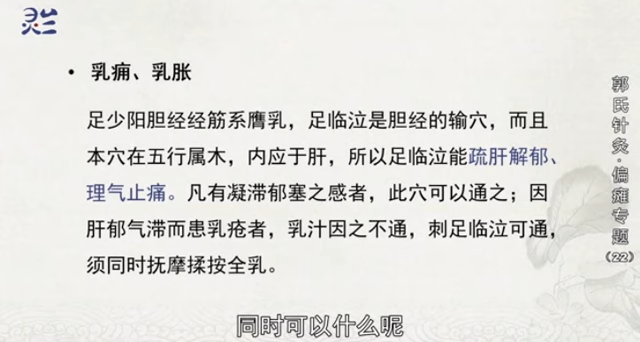 灵兰
• 乳痈、乳胀
足少阳胆经经筋系膺乳，足临泣是胆经的输穴，而且
本穴在五行属木，内应于肝，所以足临泣能疏肝解郁、
理气止痛。凡有凝滞郁塞之感者，此穴可以通之；因
肝郁气滞而患乳疮者，乳汁因之不通，刺足临泣可通，
须同时抚摩揉按全乳。
郭氏针灸·偏瘫专题（22）
同时可以什么呢